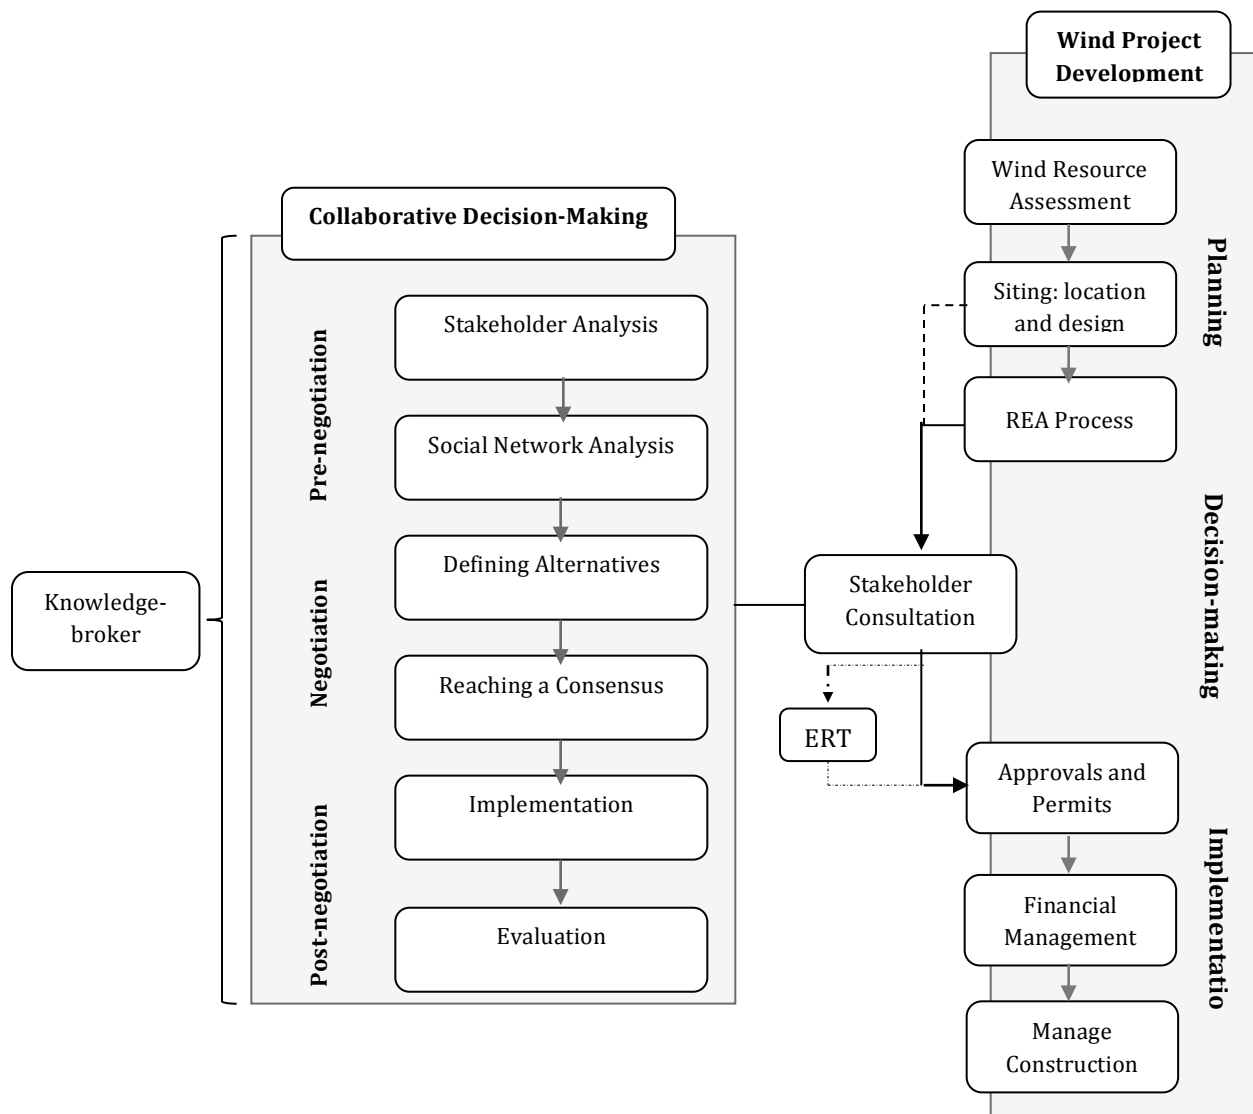 Wind Project
Development
Wind Resource
Assessment
Siting: location
and design
REA Process
Planning
Decision-making
Implementatio
Collaborative Decision-Making
Stakeholder Analysis
Social Network Analysis
Defining Alternatives
Reaching a Consensus
Implementation
Evaluation
Pre-negotiation
Negotiation
Post-negotiation
Knowledge-
broker
Stakeholder
Consultation
ERT
Approvals and
Permits
Financial
Management
Manage
Construction